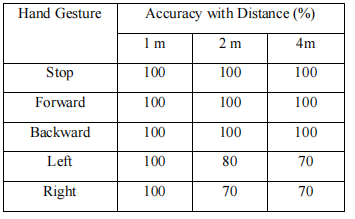 Hand Gesture Accuracy with Distance (%)
1 m 2 m 4m
Stop 100 100 100
Forward 100 100 100
Backward 100 100 100
Left 100 80 70
Right 100 70 70